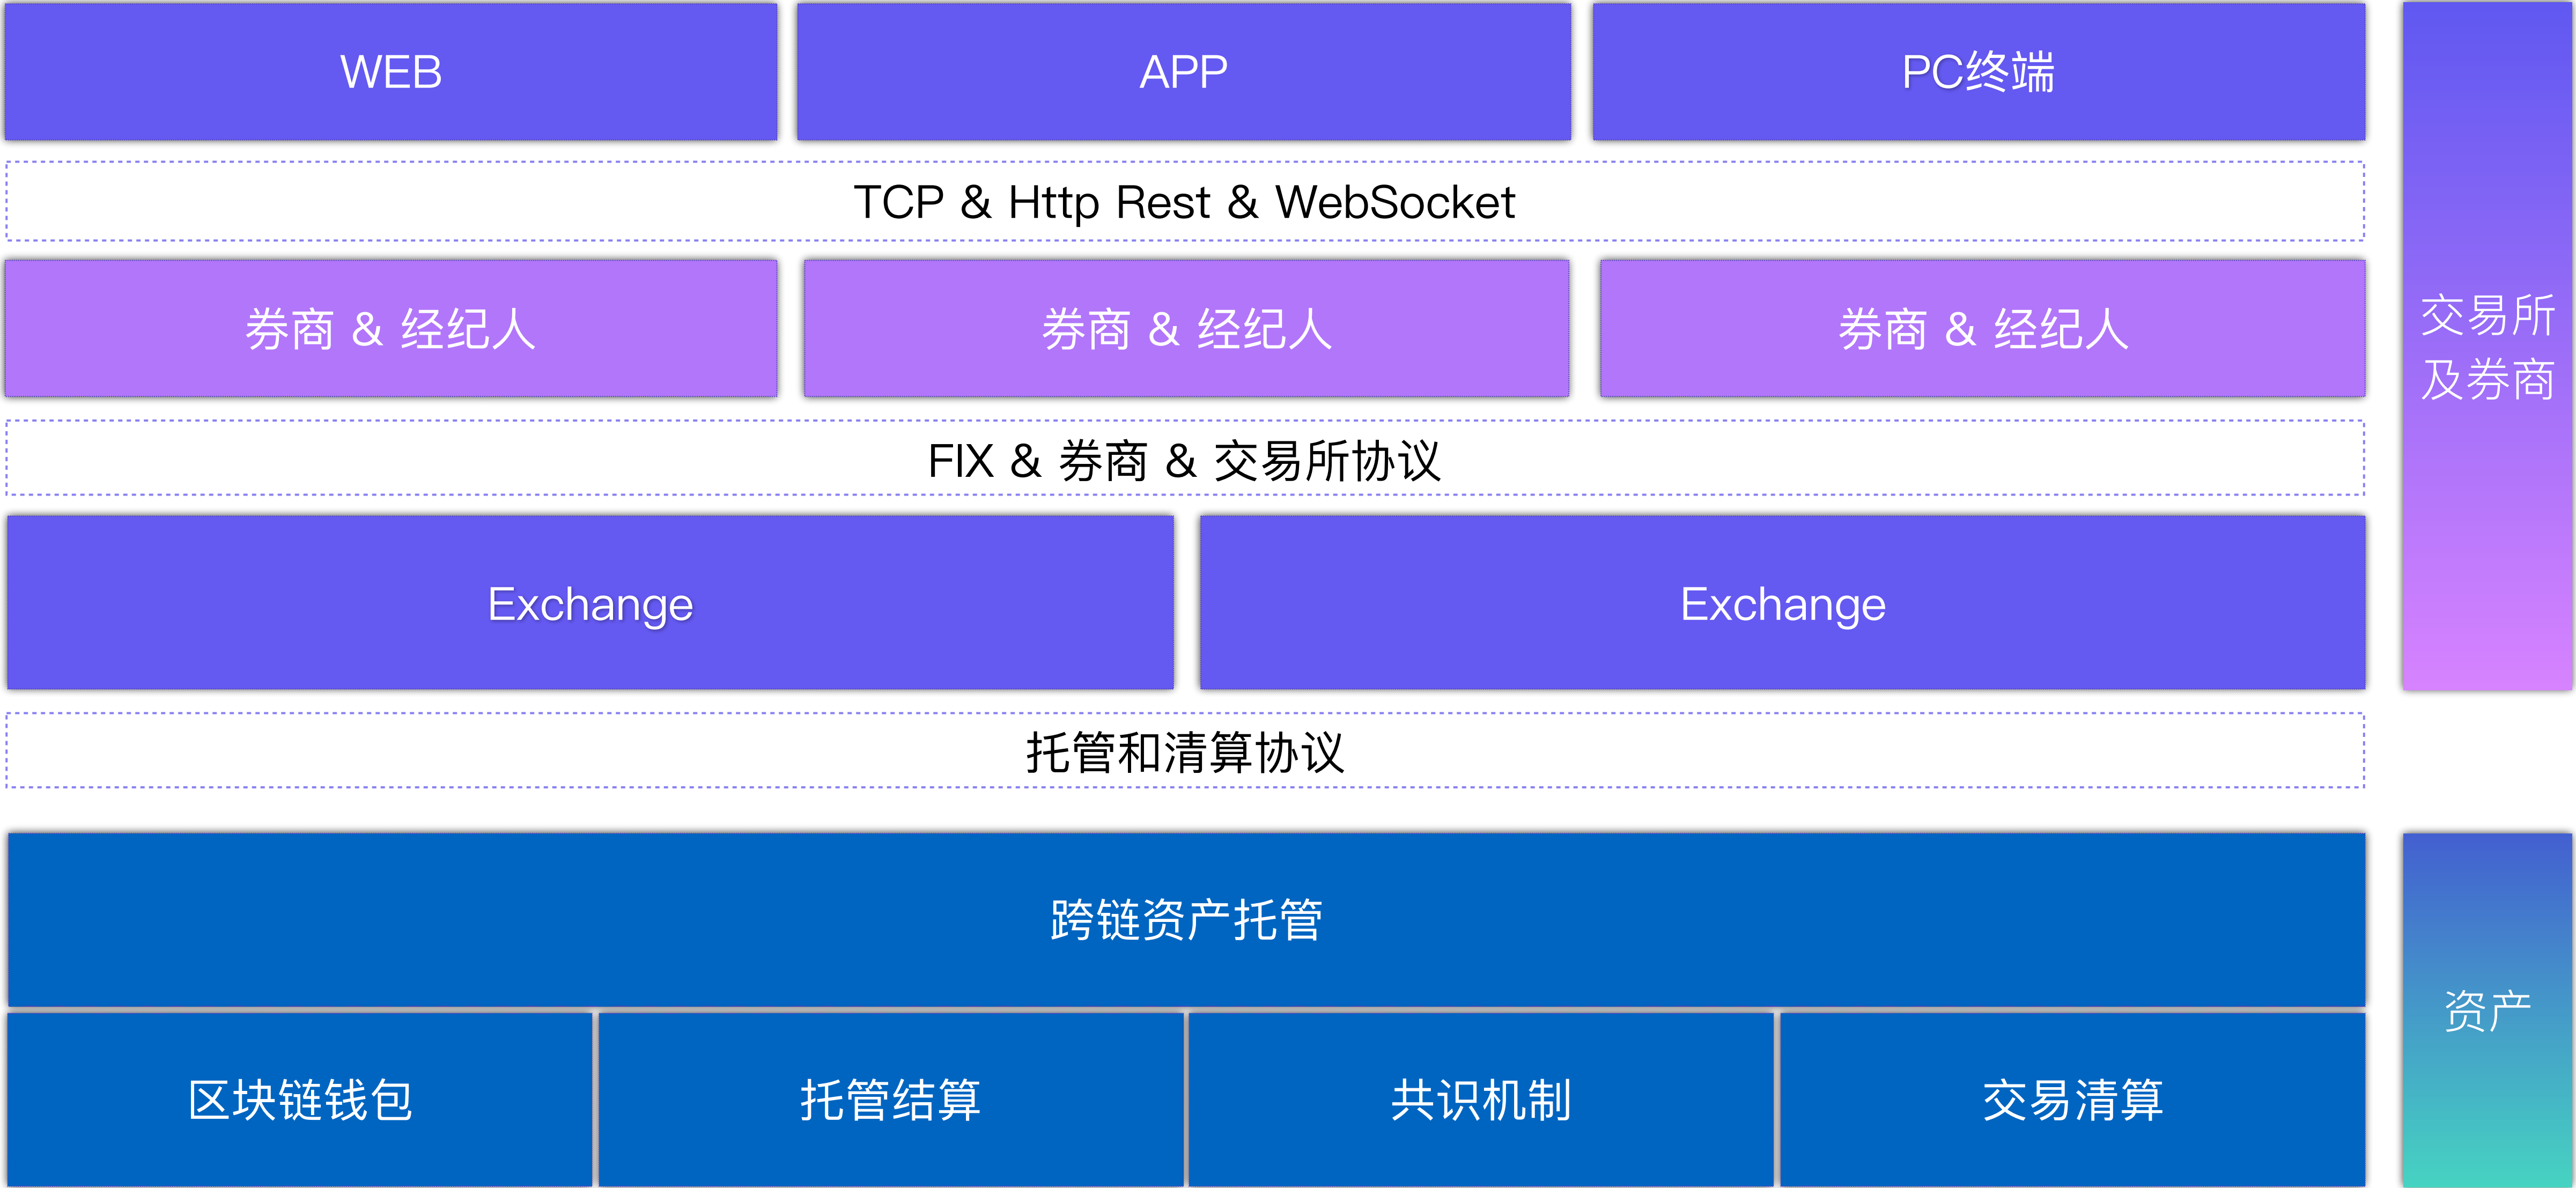 WEB
APP
PC终端
TCP & Http Rest & WebSocket
券商 & 经纪人
券商 & 经纪人
券商 & 经纪人
FIX & 券商 & 交易所协议
Exchange
Exchange
交易所
及券商
托管和清算协议
跨链资产托管
区块链钱包
托管结算
共识机制
交易清算
资产